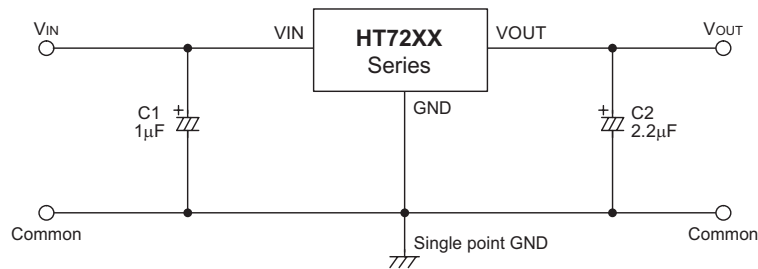 VIN
VIN
HT72XX
Series
VOUT
VOUT
GND
C1
1µF
+
+
C2
2.2µF
Common
Single point GND
Common